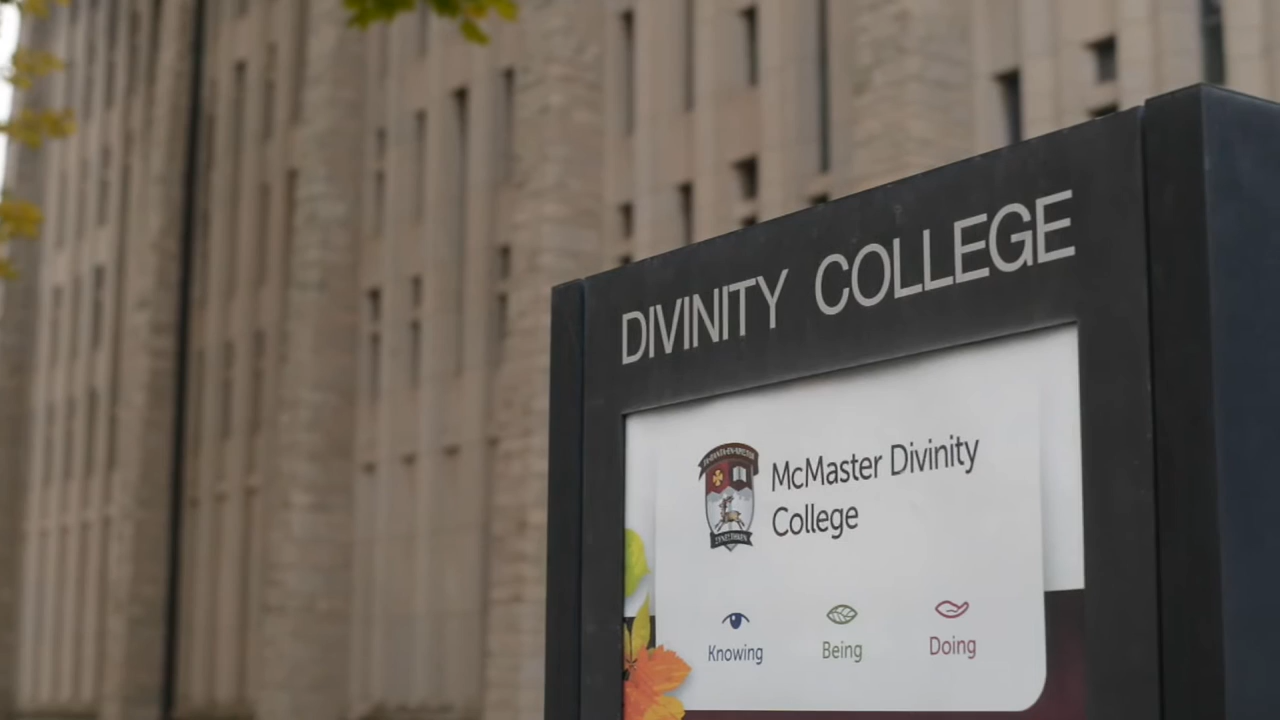 DIVINITY COLLEGE
McMaster Divinity
College
Knowing
Being
Doing